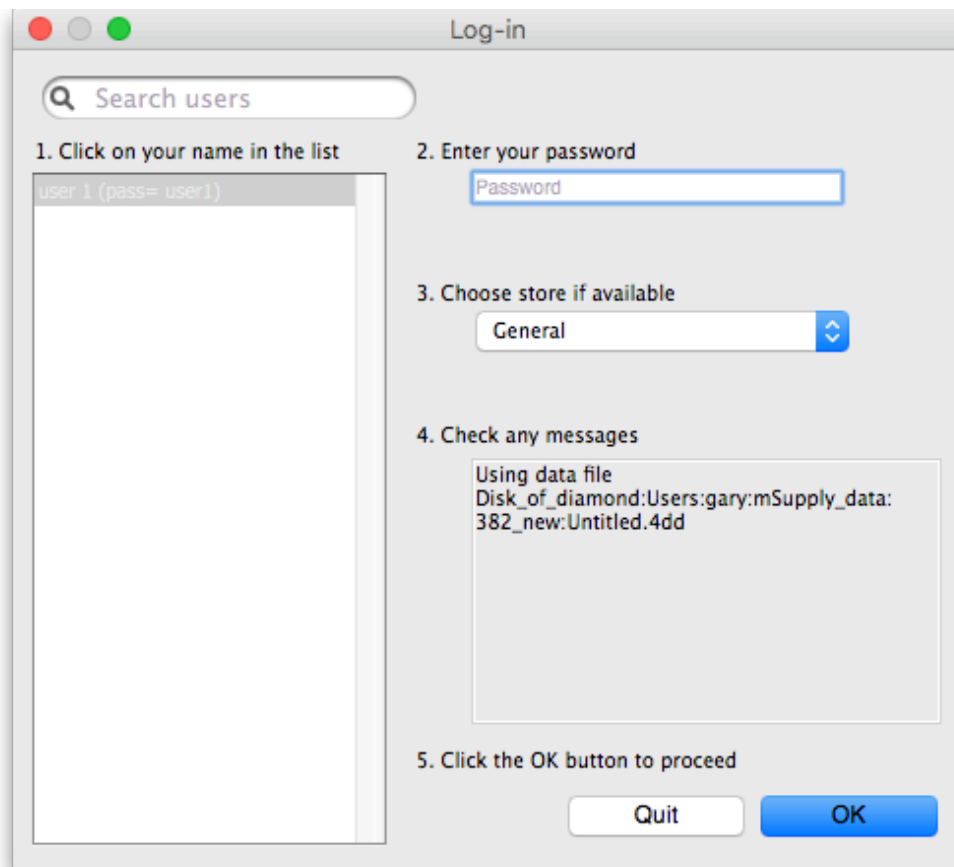 Log-in
Search users
1. Click on your name in the list
user 1 (pass= user1)
2. Enter your password
Password
3. Choose store if available
General
4. Check any messages
Using data file
Disk_of_diamond:Users:gary:mSupply_data:
382_new:Untitled.4dd
5. Click the OK button to proceed
Quit
OK